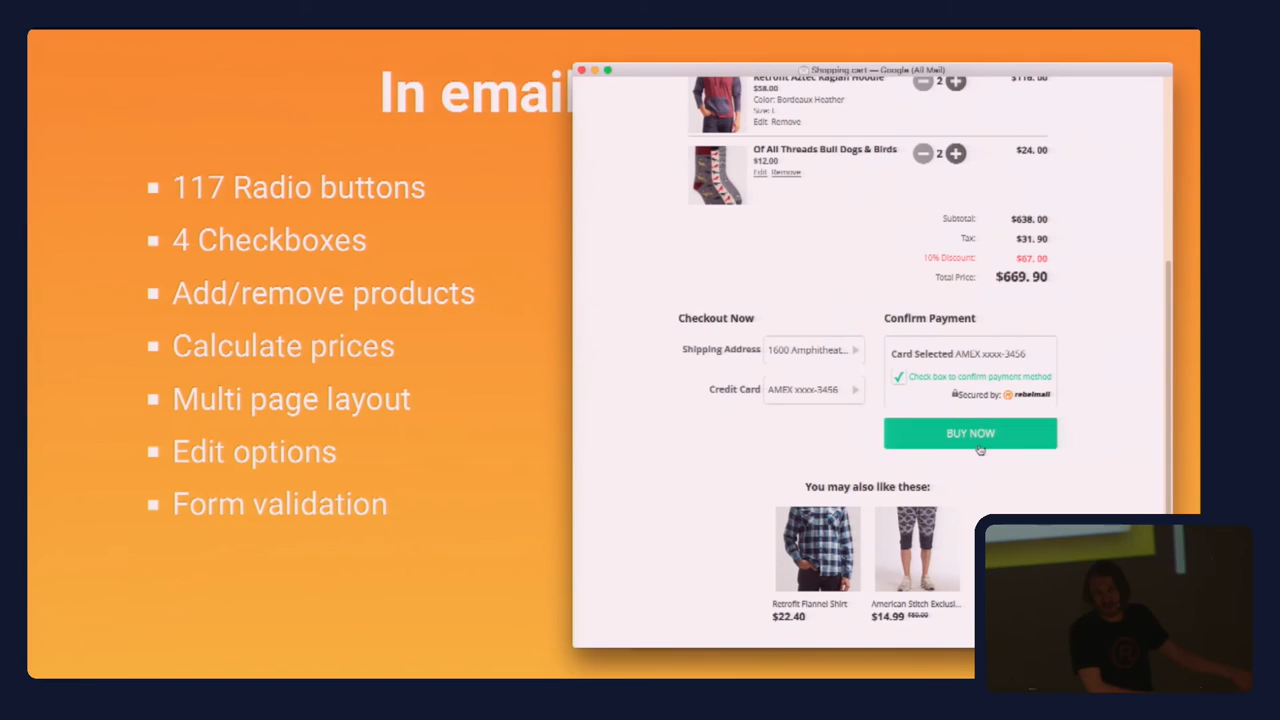 In email
117 Radio buttons
4 Checkboxes
Add/remove products
Calculate prices
Multi page layout
Edit options
Form validation
Shopping cart — Google (All Mail)
Retrofit Aztec Raglan Hoodie
2
$116.00
$58.00
Color: Bordeaux Heather
Size: L
Edit Remove
Of All Threads Bull Dogs & Birds
2
$24. 00
$12.00
Edit Remove
Subtotal: $638. 00
Tax: $31. 90
10% Discount: $67. 00
Total Price: $669. 90
Checkout Now
Shipping Address 1600 Amphitheat...
Credit Card AMEX xxxx-3456
Confirm Payment
Card Selected AMEX xxxx-3456
Check box to confirm payment method
Secured by: rebelmail
BUY NOW
You may also like these:
Retrofit Flannel Shirt
$22.40
American Stitch Exclusi...
$14.99